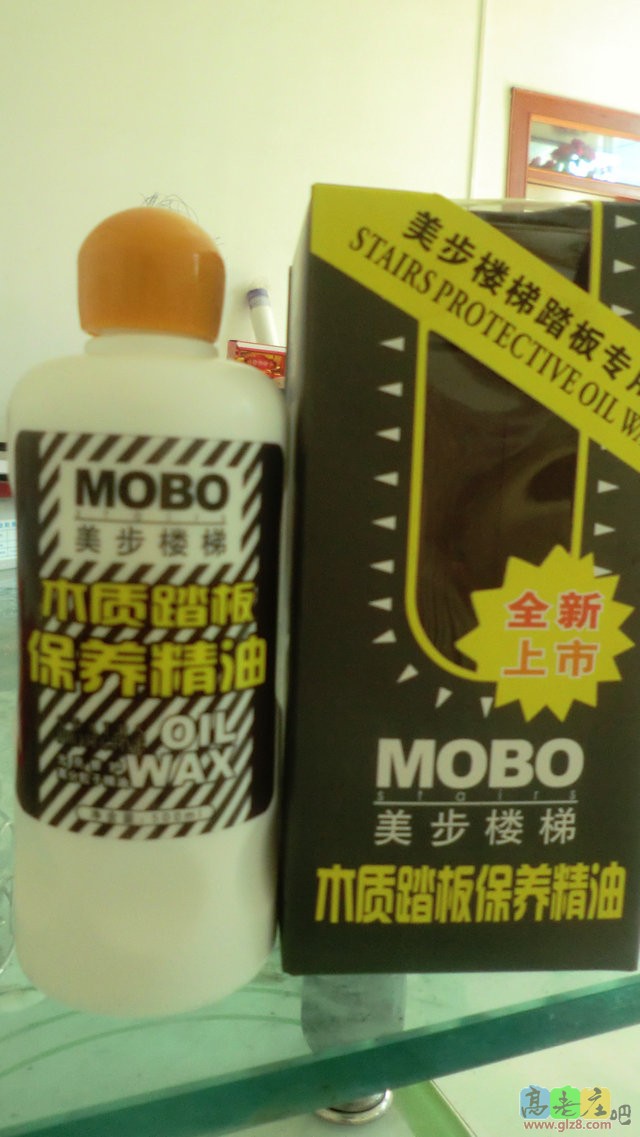 MOBO
stairs
美步楼梯
木质踏板
保养精油
OIL
WAX
美步楼梯踏板专用
STAIRS PROTECTIVE OIL WA
全新
上市
MOBO
stairs
美步楼梯
木质踏板保养精油
高老庄吧
www.glz8.com